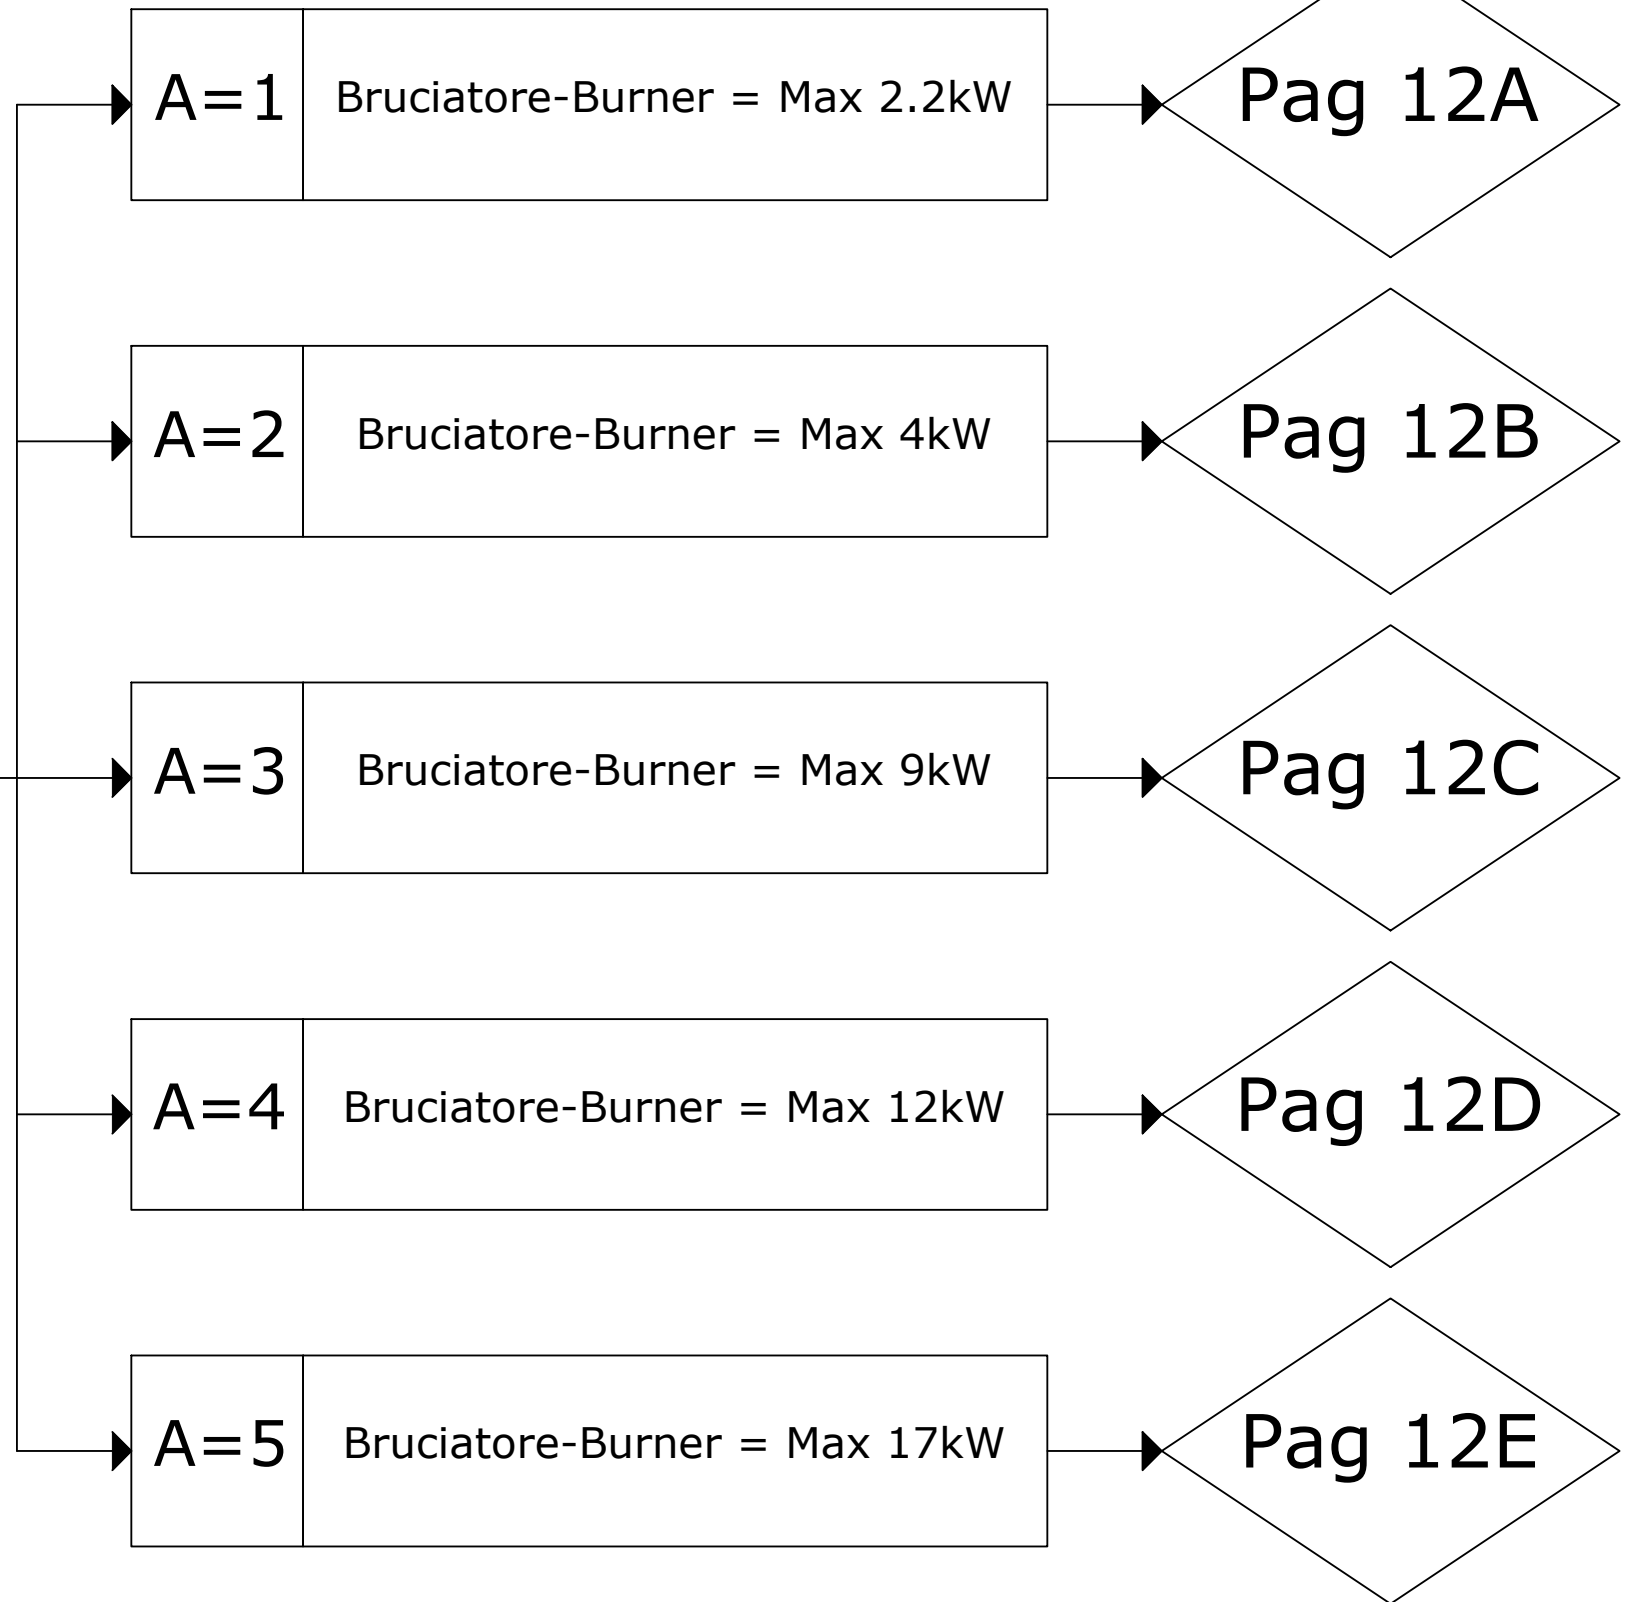 A=1 Bruciatore-Burner = Max 2.2kW Pag 12A
A=2 Bruciatore-Burner = Max 4kW Pag 12B
A=3 Bruciatore-Burner = Max 9kW Pag 12C
A=4 Bruciatore-Burner = Max 12kW Pag 12D
A=5 Bruciatore-Burner = Max 17kW Pag 12E